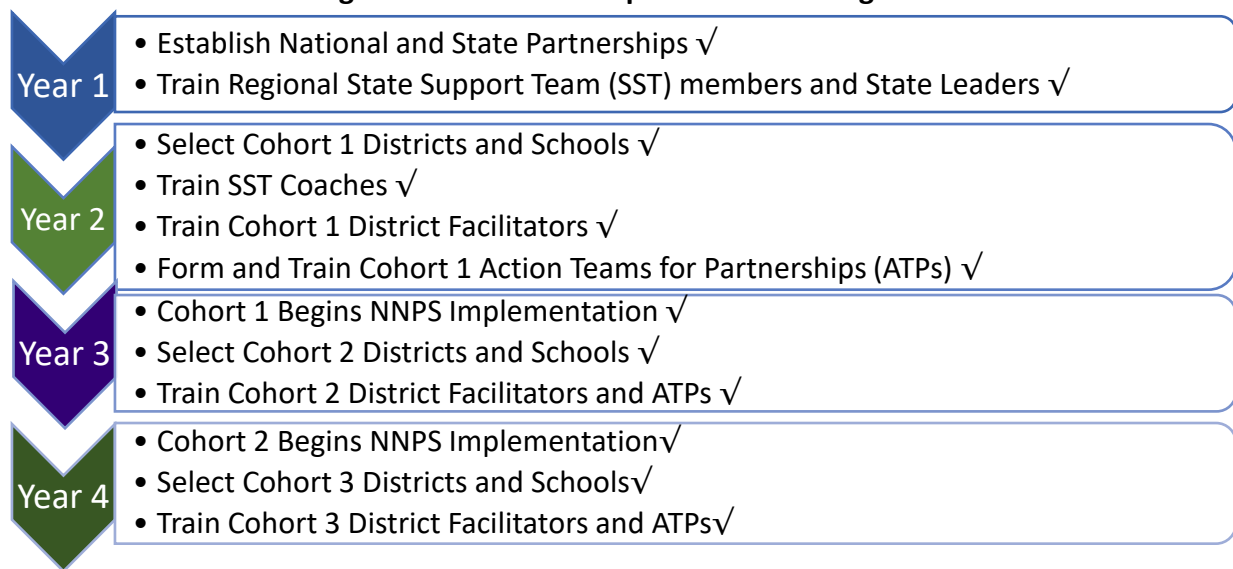 Year 1
• Establish National and State Partnerships √
• Train Regional State Support Team (SST) members and State Leaders √
Year 2
• Select Cohort 1 Districts and Schools √
• Train SST Coaches √
• Train Cohort 1 District Facilitators √
• Form and Train Cohort 1 Action Teams for Partnerships (ATPs) √
Year 3
• Cohort 1 Begins NNPS Implementation √
• Select Cohort 2 Districts and Schools √
• Train Cohort 2 District Facilitators and ATPs √
Year 4
• Cohort 2 Begins NNPS Implementation√
• Select Cohort 3 Districts and Schools√
• Train Cohort 3 District Facilitators and ATPs√